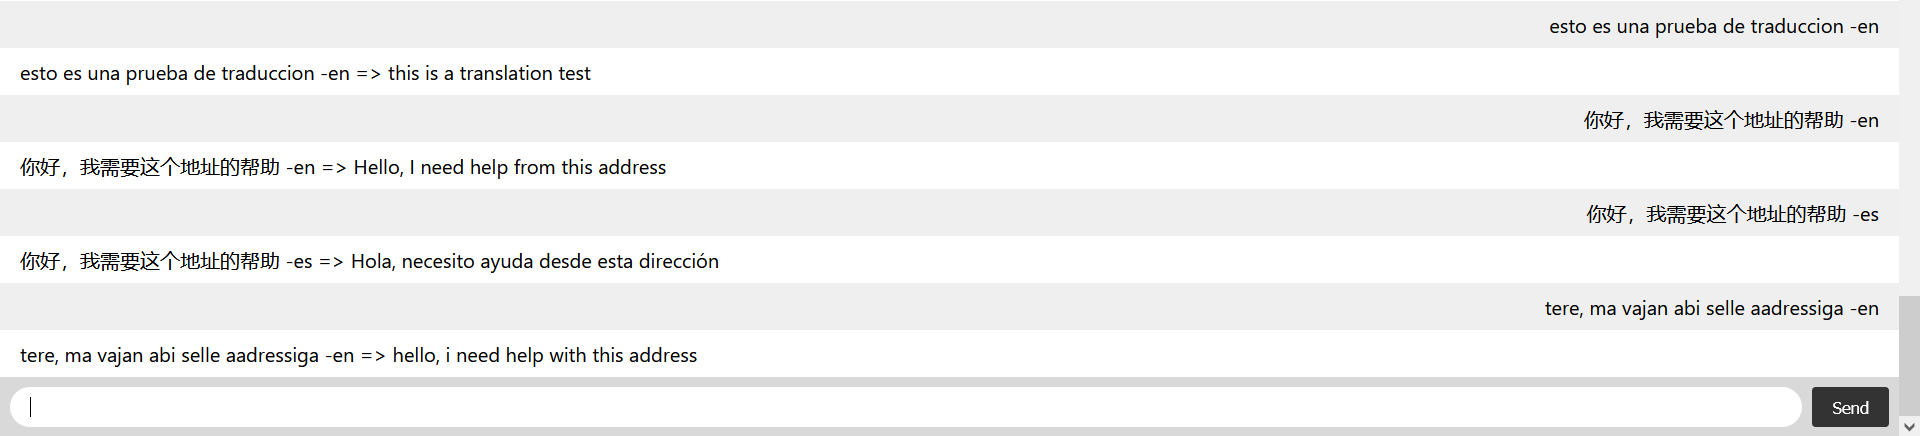 esto es una prueba de traduccion -en
esto es una prueba de traduccion -en => this is a translation test
你好，我需要这个地址的帮助 -en
你好，我需要这个地址的帮助 -en => Hello, I need help from this address
你好，我需要这个地址的帮助 -es
你好，我需要这个地址的帮助 -es => Hola, necesito ayuda desde esta dirección
tere, ma vajan abi selle aadressiga -en
tere, ma vajan abi selle aadressiga -en => hello, i need help with this address
Send